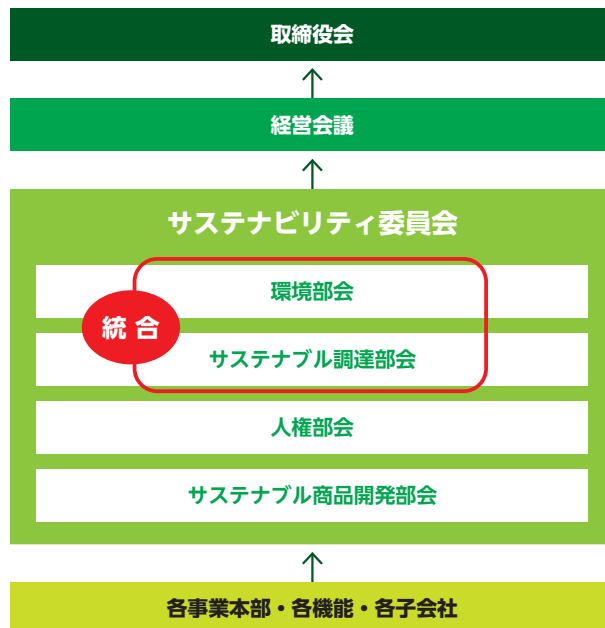 取締役会
経営会議
サステナビリティ委員会
環境部会
統合
サステナブル調達部会
人権部会
サステナブル商品開発部会
各事業本部・各機能・各子会社